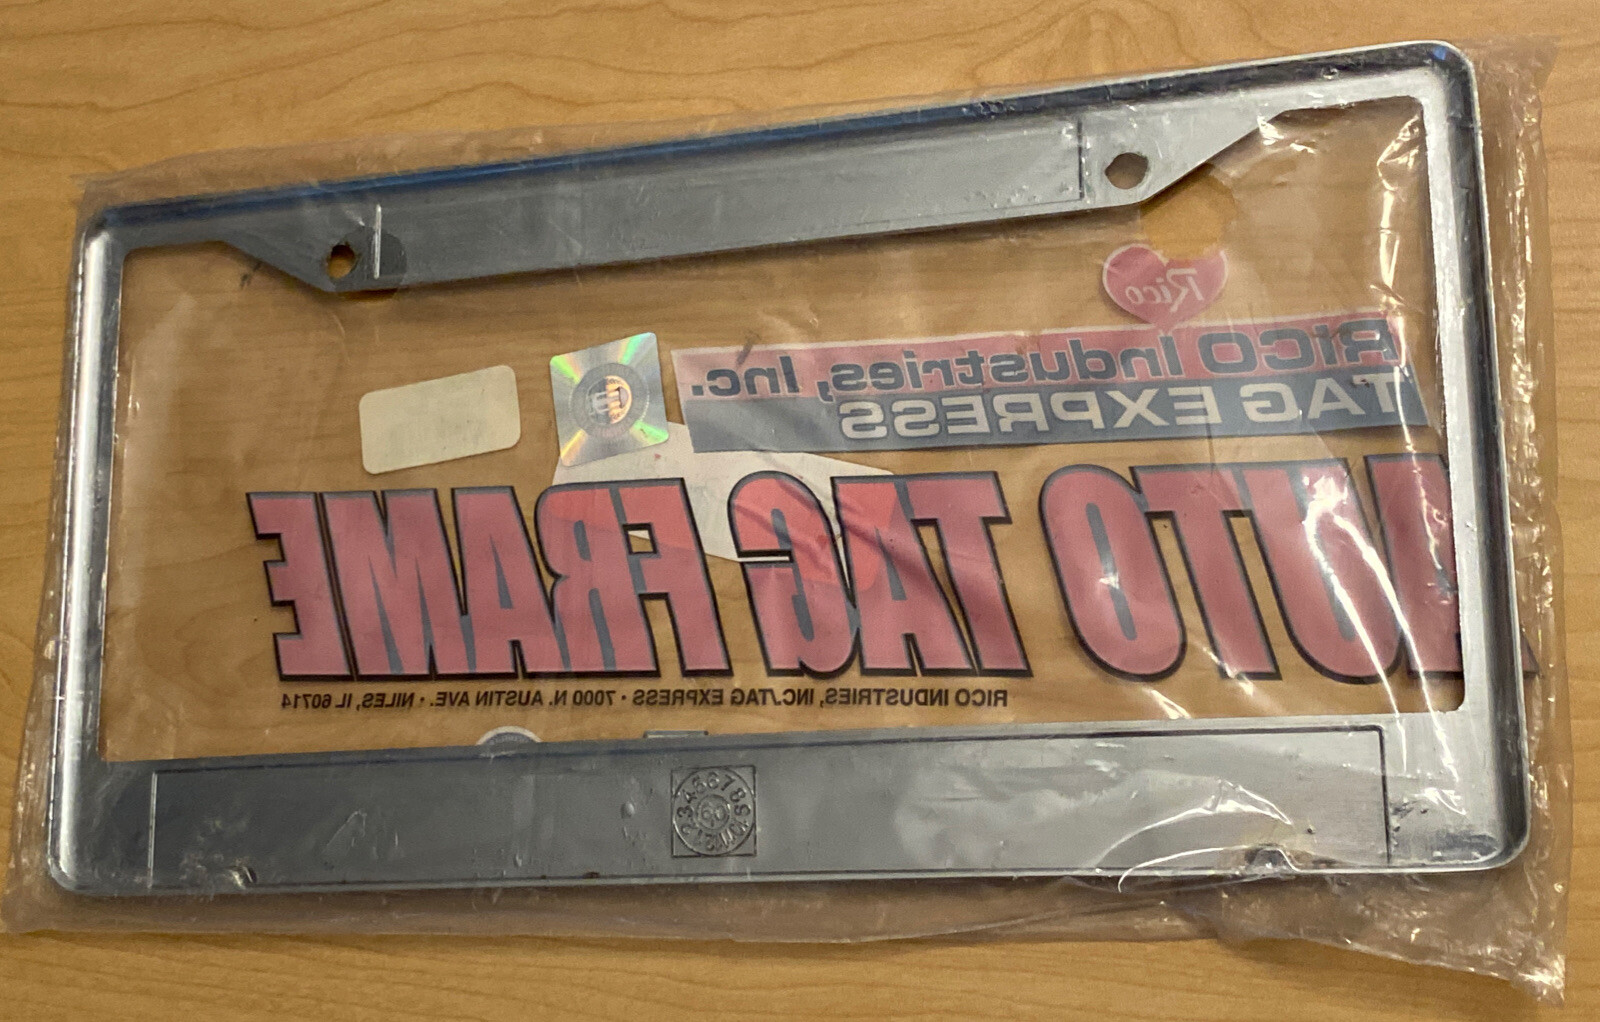 Rico
RICO Industries, Inc.
TAG EXPRESS
AUTO TAG FRAME
RICO INDUSTRIES, INC./TAG EXPRESS • 7000 N. AUSTIN AVE. • NILES, IL 60714